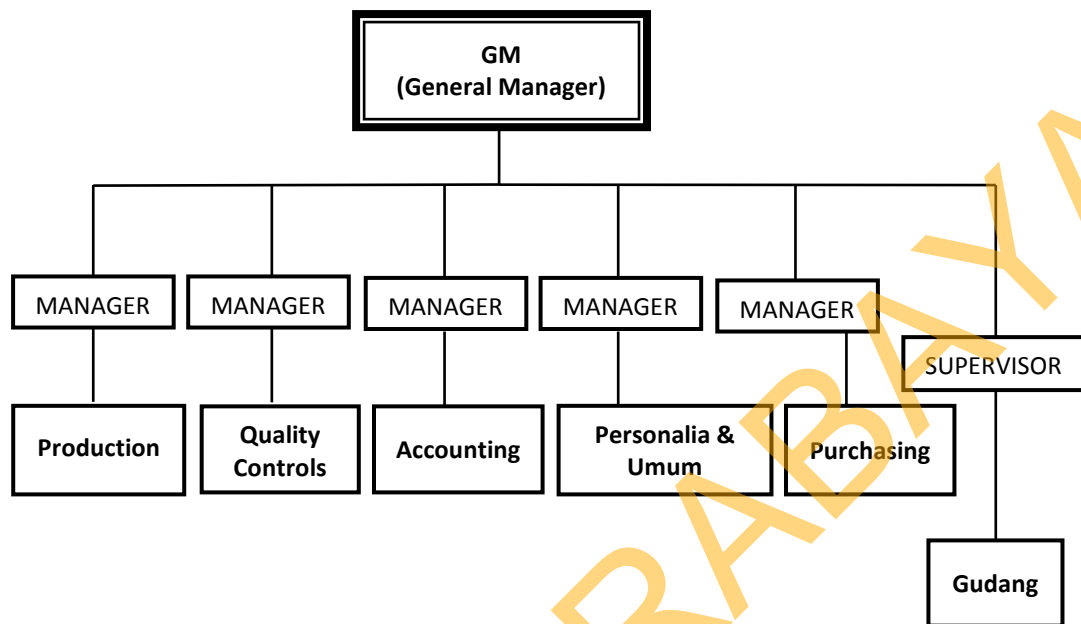 GM
(General Manager)
MANAGER
MANAGER
MANAGER
MANAGER
MANAGER
SUPERVISOR
Production
Quality
Controls
Accounting
Personalia &
Umum
Purchasing
Gudang
RABAYA